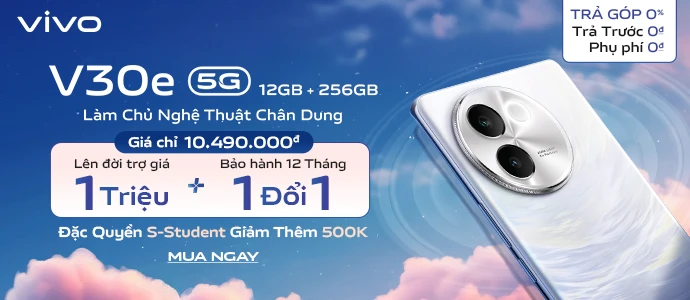 vivo
TRẢ GÓP 0%
Trả Trước 0đ
Phụ phí 0đ
V30e 5G 12GB + 256GB
Làm Chủ Nghệ Thuật Chân Dung
Giá chỉ 10.490.000đ
Lên đời trợ giá
1 Triệu
+
Bảo hành 12 Tháng
1 Đổi 1
Đặc Quyền S-Student Giảm Thêm 500K
MUA NGAY